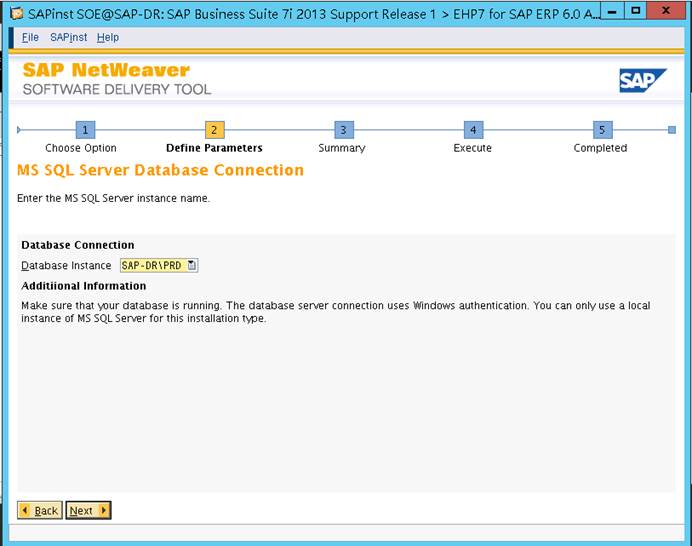 SAPinst SOE@SAP-DR: SAP Business Suite 7i 2013 Support Release 1 > EHP7 for SAP ERP 6.0 A...
File SAPinst Help
SAP NetWeaver
SOFTWARE DELIVERY TOOL
SAP
1 2 3 4 5
Choose Option Define Parameters Summary Execute Completed
MS SQL Server Database Connection
Enter the MS SQL Server instance name.
Database Connection
Database Instance SAP-DR\PRD
Additiional Information
Make sure that your database is running. The database server connection uses Windows authentication. You can only use a local
instance of MS SQL Server for this installation type.
Back Next